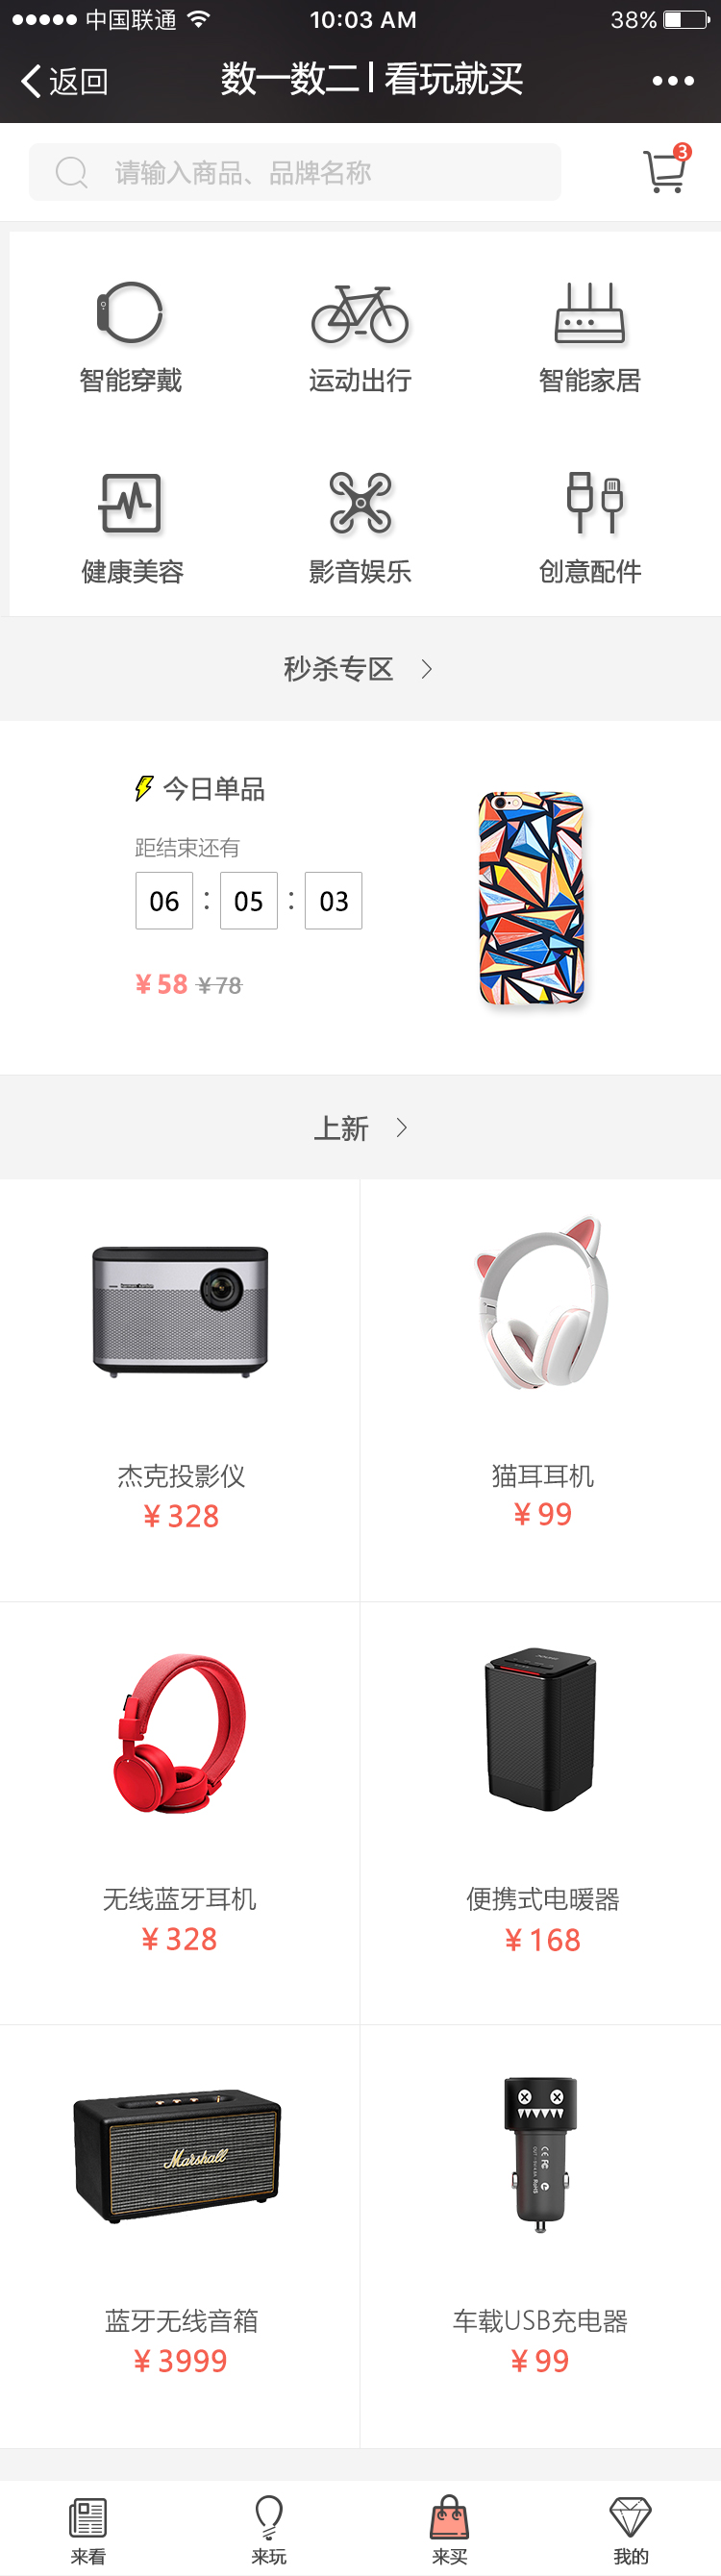 中国联通 10:03 AM 38%
返回 数一数二 | 看玩就买
请输入商品、品牌名称 3
智能穿戴 运动出行 智能家居
健康美容 影音娱乐 创意配件
秒杀专区
今日单品
距结束还有
06 : 05 : 03
¥ 58 ¥78
上新
杰克投影仪 猫耳耳机
¥ 328 ¥ 99
无线蓝牙耳机 便携式电暖器
¥ 328 ¥ 168
Marshall
蓝牙无线音箱 车载USB充电器
¥ 3999 ¥ 99
来看 来玩 来买 我的